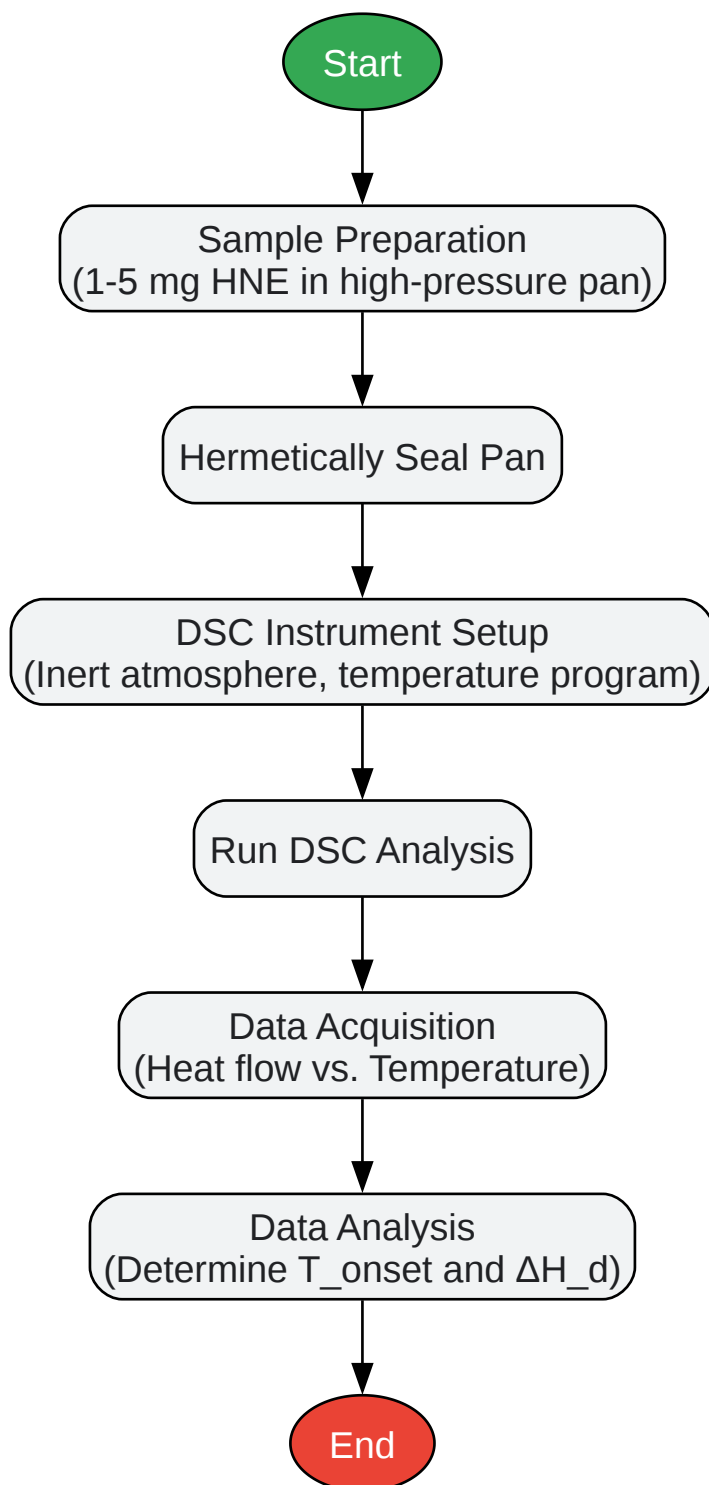 Start
Sample Preparation
(1-5 mg HNE in high-pressure pan)
Hermetically Seal Pan
DSC Instrument Setup
(Inert atmosphere, temperature program)
Run DSC Analysis
Data Acquisition
(Heat flow vs. Temperature)
Data Analysis
(Determine T_onset and ΔH_d)
End